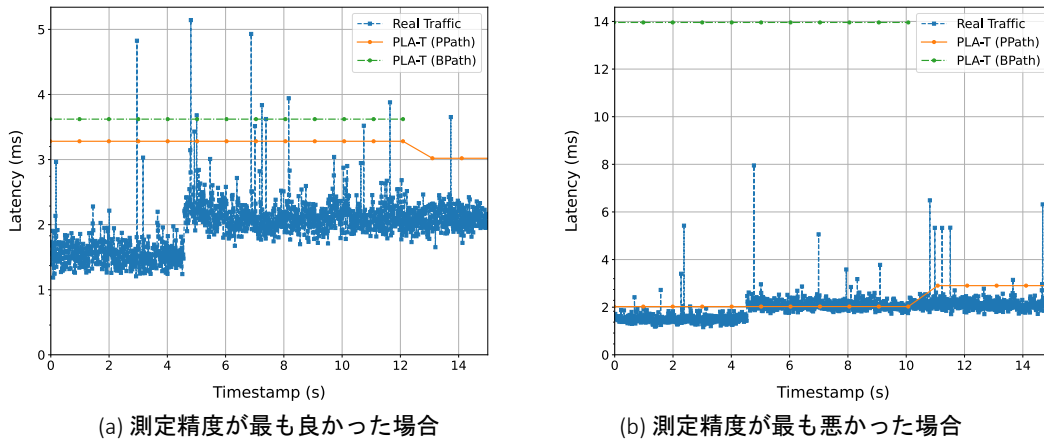 Real Traffic
PLA-T (PPath)
PLA-T (BPath)
5
4
3
2
1
0
Latency (ms)
0 2 4 6 8 10 12 14
Timestamp (s)
(a) 測定精度が最も良かった場合
Real Traffic
PLA-T (PPath)
PLA-T (BPath)
14
12
10
8
6
4
2
0
Latency (ms)
0 2 4 6 8 10 12 14
Timestamp (s)
(b) 測定精度が最も悪かった場合